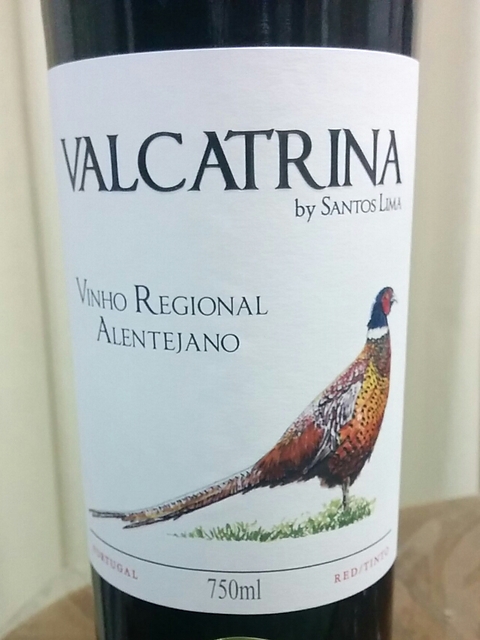 VALCATRINA
by SANTOS LIMA
VINHO REGIONAL
ALENTEJANO
PORTUGAL 750ml RED/TINTO